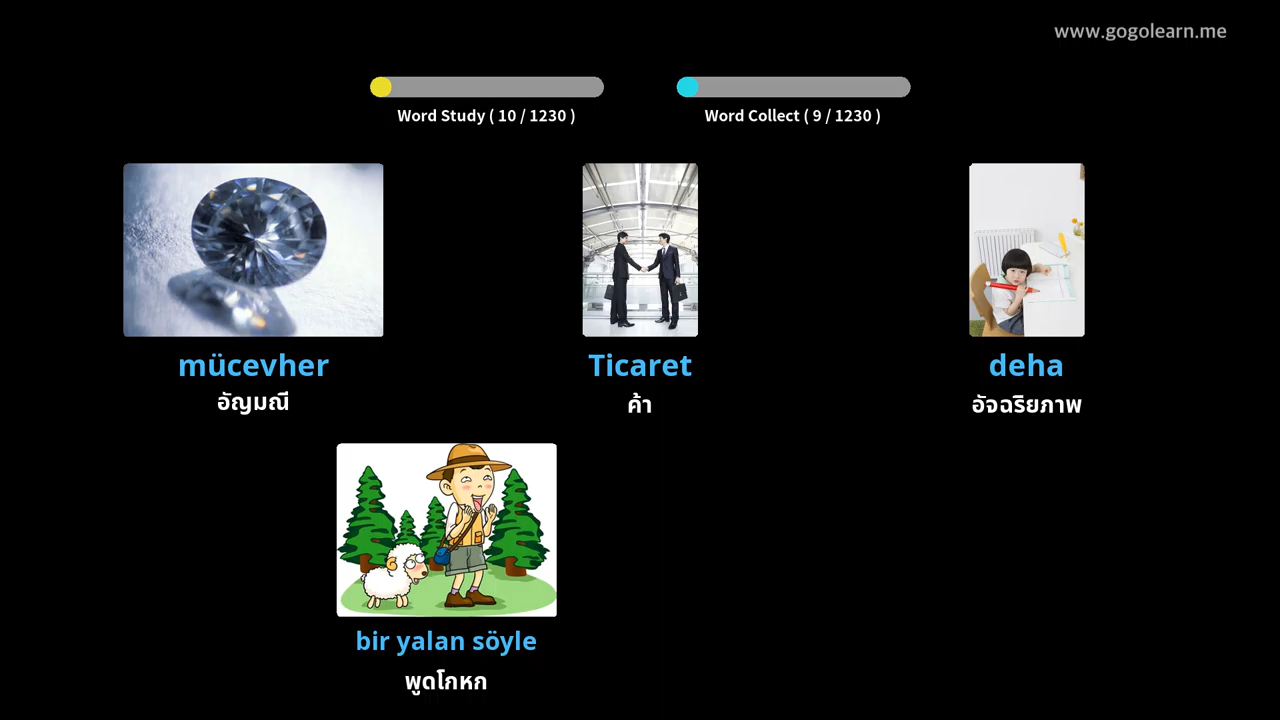 www.gogolearn.me
Word Study ( 10 / 1230 )
Word Collect ( 9 / 1230 )
mücevher
อัญมณี
Ticaret
ค้า
deha
อัจฉริยภาพ
bir yalan söyle
พูดโกหก